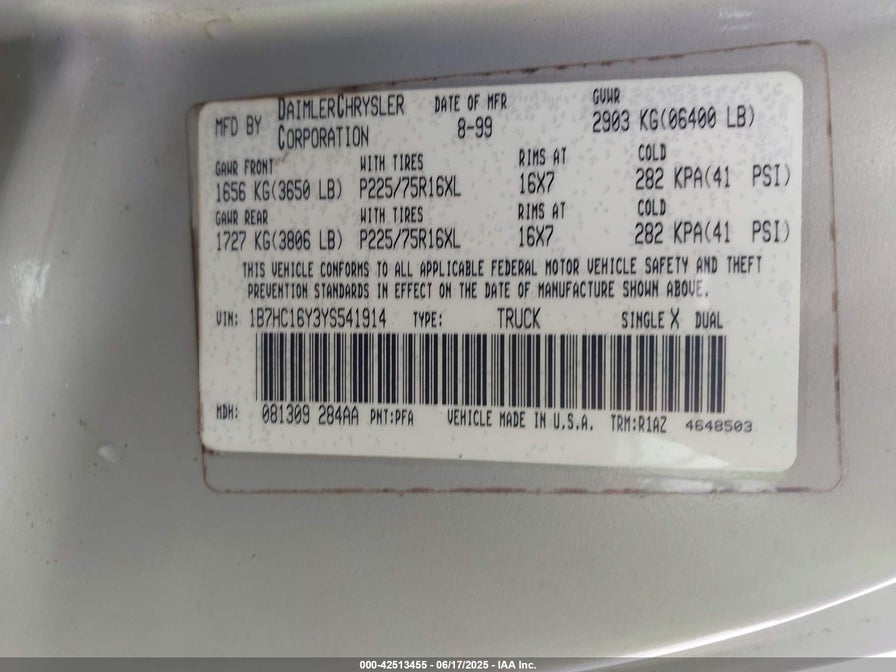 MFD BY DAIMLERCHRYSLER CORPORATION DATE OF MFR 8-99 GVWR 2903 KG(06400 LB)
GAWR FRONT WITH TIRES RIMS AT COLD
1656 KG(3650 LB) P225/75R16XL 16X7 282 KPA(41 PSI)
GAWR REAR WITH TIRES RIMS AT COLD
1727 KG(3806 LB) P225/75R16XL 16X7 282 KPA(41 PSI)
THIS VEHICLE CONFORMS TO ALL APPLICABLE FEDERAL MOTOR VEHICLE SAFETY AND THEFT
PREVENTION STANDARDS IN EFFECT ON THE DATE OF MANUFACTURE SHOWN ABOVE.
VIN: 1B7HC16Y3YS541914 TYPE: TRUCK SINGLE X DUAL
MDH: 081309 284AA PNT:PFA VEHICLE MADE IN U.S.A. TRM:R1AZ 4648503
000-42513455 - 06/17/2025 - IAA Inc.